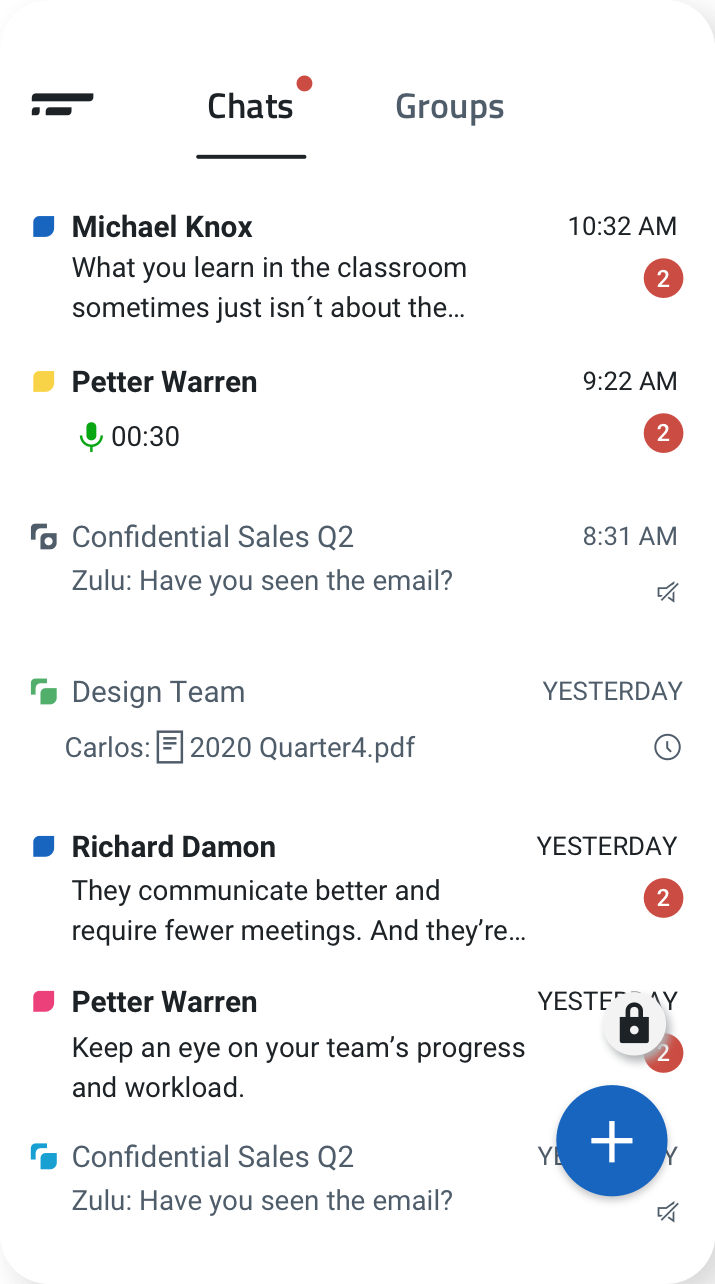 Chats
Groups
Michael Knox
10:32 AM
What you learn in the classroom
2
sometimes just isn´t about the…
Petter Warren
9:22 AM
00:30
2
Confidential Sales Q2
8:31 AM
Zulu: Have you seen the email?
Design Team
YESTERDAY
Carlos: 2020 Quarter4.pdf
Richard Damon
YESTERDAY
They communicate better and
2
require fewer meetings. And they’re…
Petter Warren
Keep an eye on your team’s progress
2
and workload.
Confidential Sales Q2
Zulu: Have you seen the email?